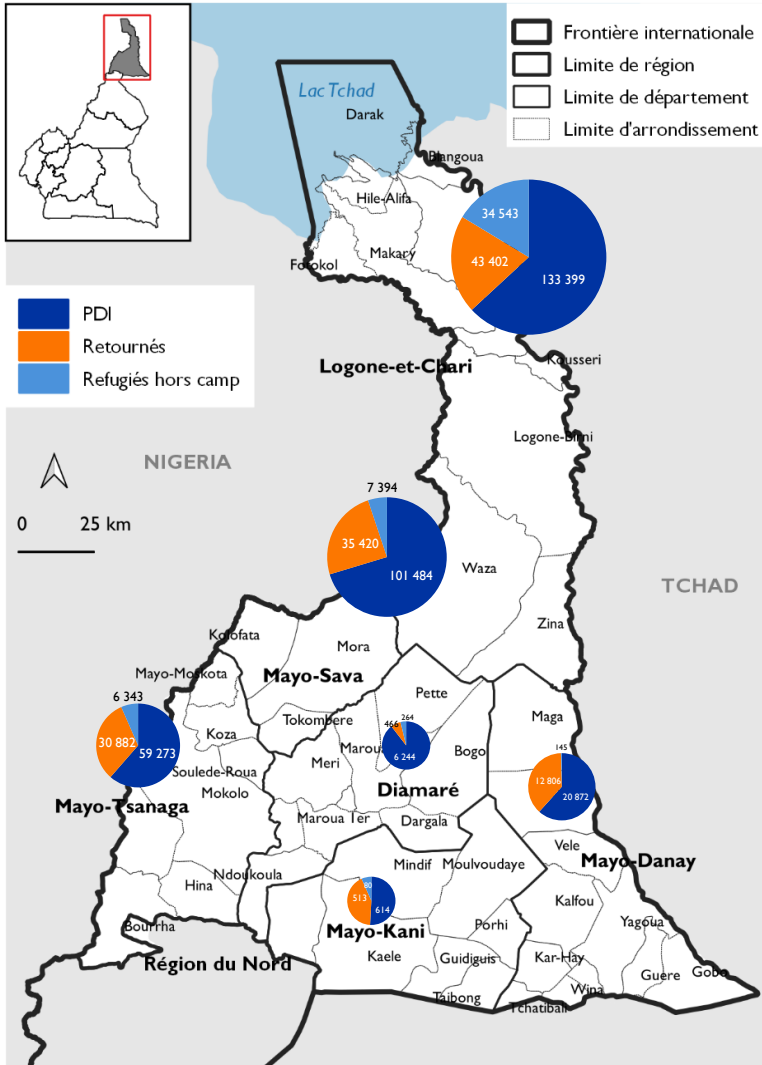 Frontière internationale
Limite de région
Limite de département
Limite d'arrondissement
Lac Tchad
Darak
Blangoua
Hile-Alifa
Makary
Fotokol
34 543
43 402
133 399
PDI
Retournés
Refugiés hors camp
Logone-et-Chari
Kousseri
Logone-Birni
NIGERIA
0 25 km
7 394
35 420
101 484
Waza
TCHAD
Zina
Kolofata
Mora
Mayo-Sava
Mayo-Moskota
Pette
6 343
30 882
59 273
Koza
Tokombere
466
264
6 244
Maroua
Meri
Bogo
Maga
145
12 806
20 872
Soulede-Roua
Mokolo
Mayo-Tsanaga
Diamaré
Maroua Ter
Dargala
Vele
Mayo-Danay
Mindif
Moulvoudaye
Ndoukoula
Hina
80
513
614
Kalfou
Bourrha
Mayo-Kani
Porhi
Yagoua
Région du Nord
Kaele
Guidiguis
Kar-Hay
Guere
Gobo
Wina
Taibong
Tchatibali